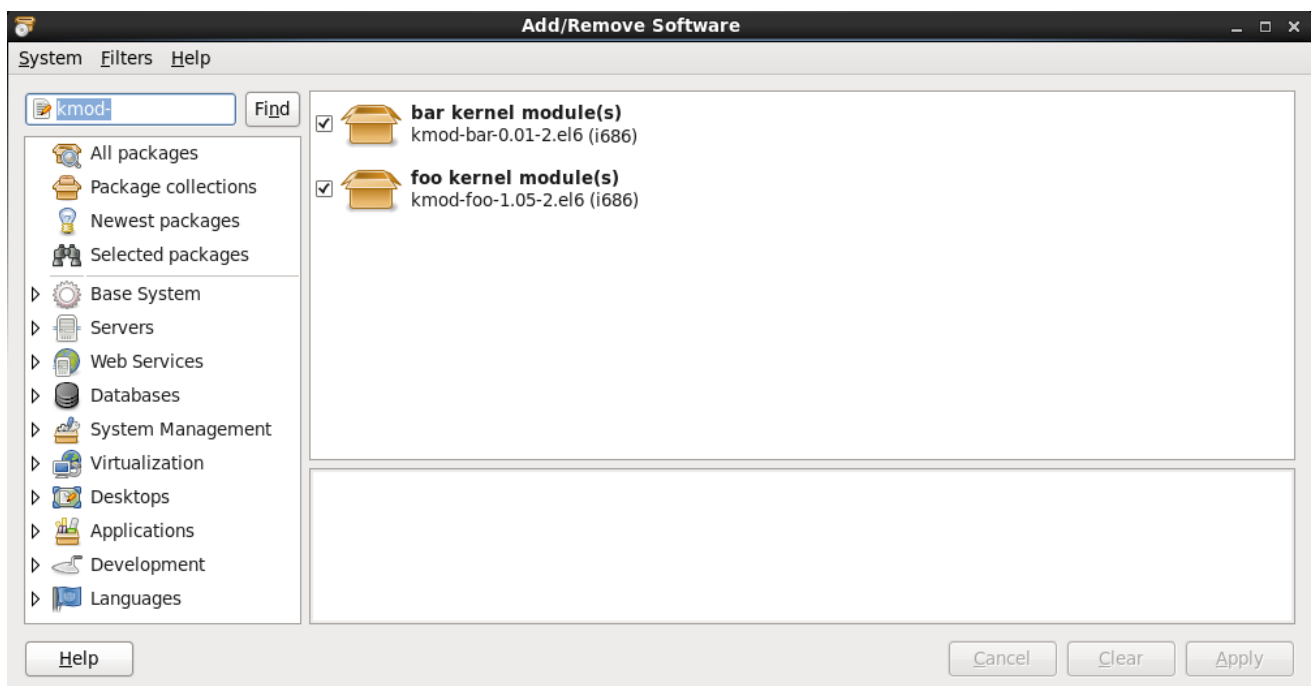 Add/Remove Software
System Filters Help
kmod-
Find
All packages
Package collections
Newest packages
Selected packages
Base System
Servers
Web Services
Databases
System Management
Virtualization
Desktops
Applications
Development
Languages
bar kernel module(s)
kmod-bar-0.01-2.el6 (i686)
foo kernel module(s)
kmod-foo-1.05-2.el6 (i686)
Help
Cancel Clear Apply